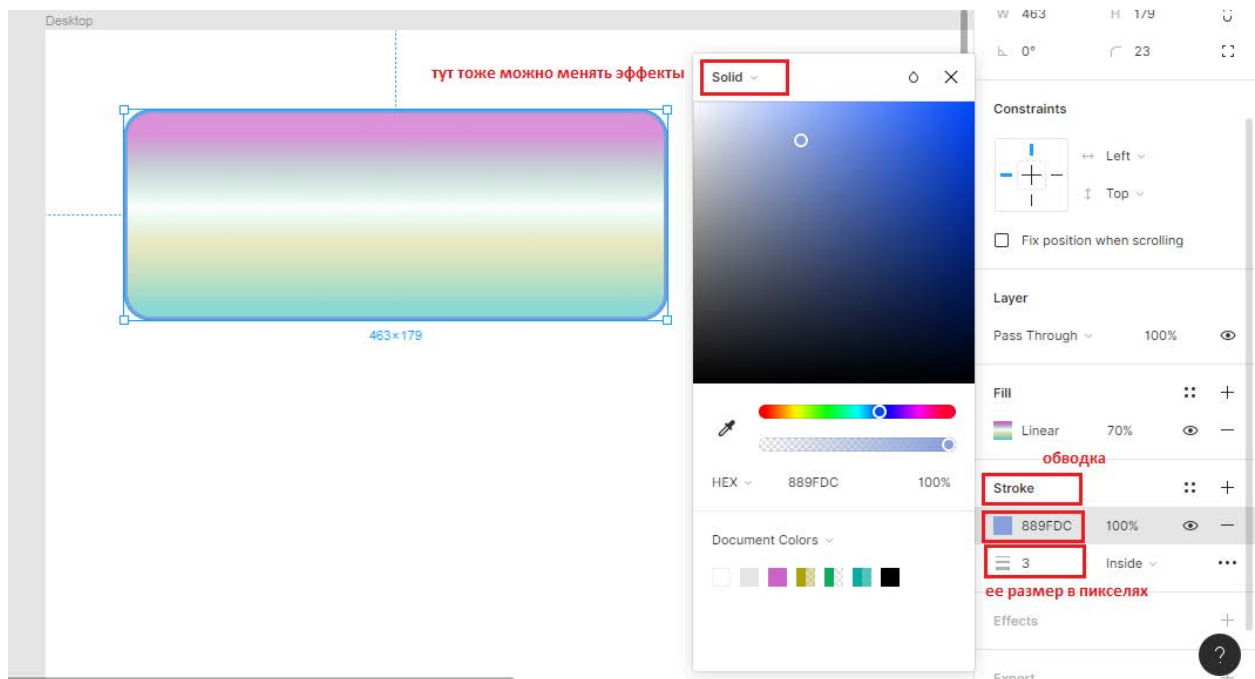 Desktop
W 463 H 179
0° 23
тут тоже можно менять эффекты
Solid
Constraints
Left
Top
Fix position when scrolling
463×179
Layer
Pass Through 100%
Fill
Linear 70%
обводка
HEX 889FDC 100%
Stroke
889FDC 100%
Document Colors
3 Inside
ее размер в пикселях
Effects
?
Export